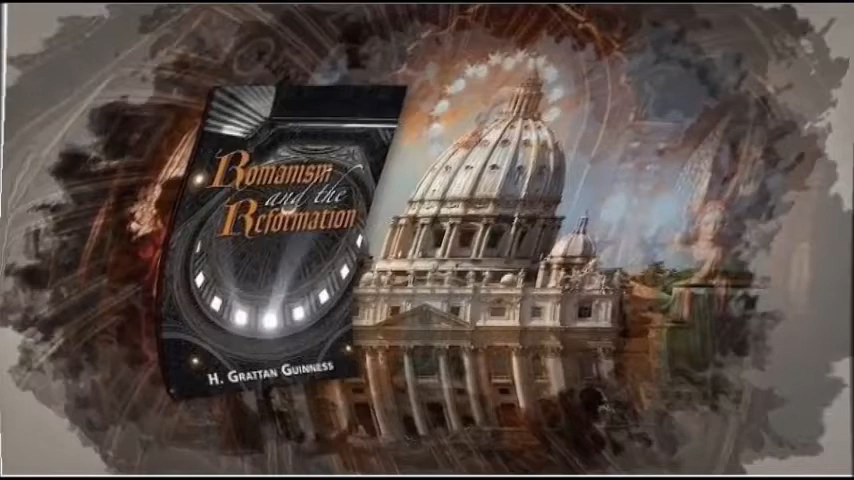 Romanism
and the
Reformation
H. GRATTAN GUINNESS